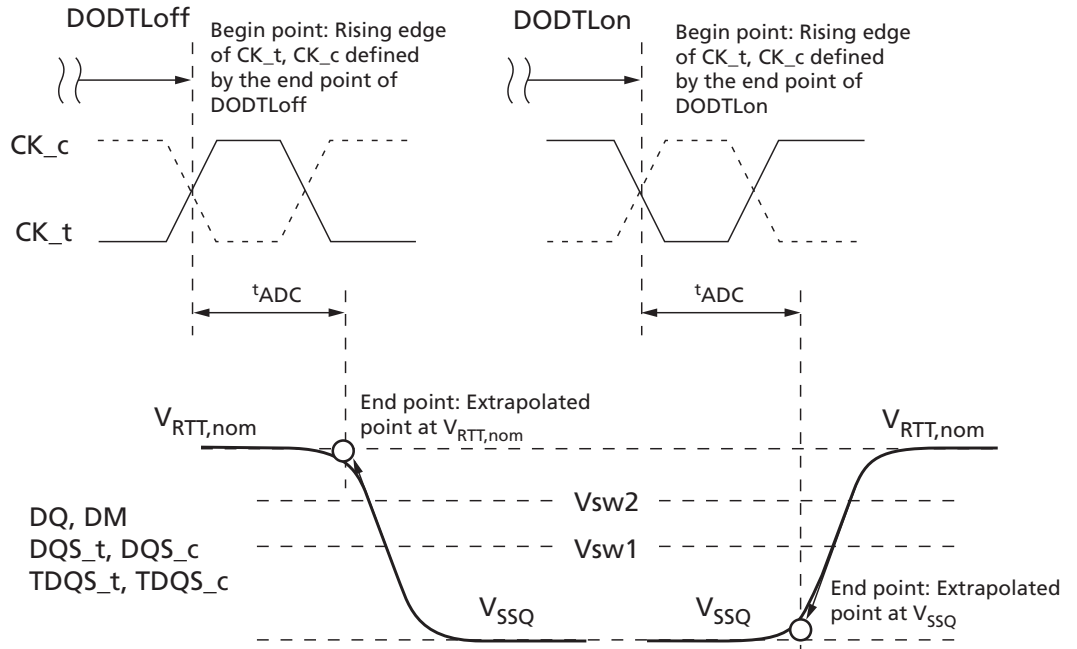 DODTLoff
Begin point: Rising edge
of CK_t, CK_c defined
by the end point of
DODTLoff
DODTLon
Begin point: Rising edge
of CK_t, CK_c defined
by the end point of
DODTLon
CK_c
CK_t
tADC
tADC
End point: Extrapolated
point at VRTT,nom
VRTT,nom
VRTT,nom
Vsw2
Vsw1
DQ, DM
DQS_t, DQS_c
TDQS_t, TDQS_c
VSSQ
VSSQ
End point: Extrapolated
point at VSSQ